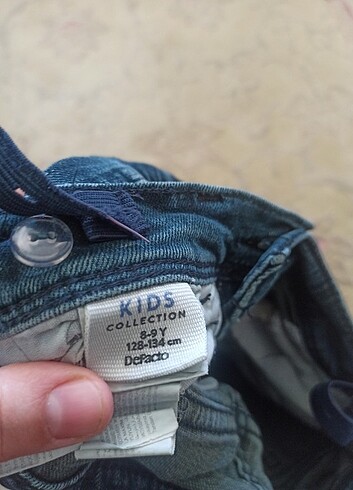 KIDS
COLLECTION
8-9 Y
128-134 cm
DeFacto